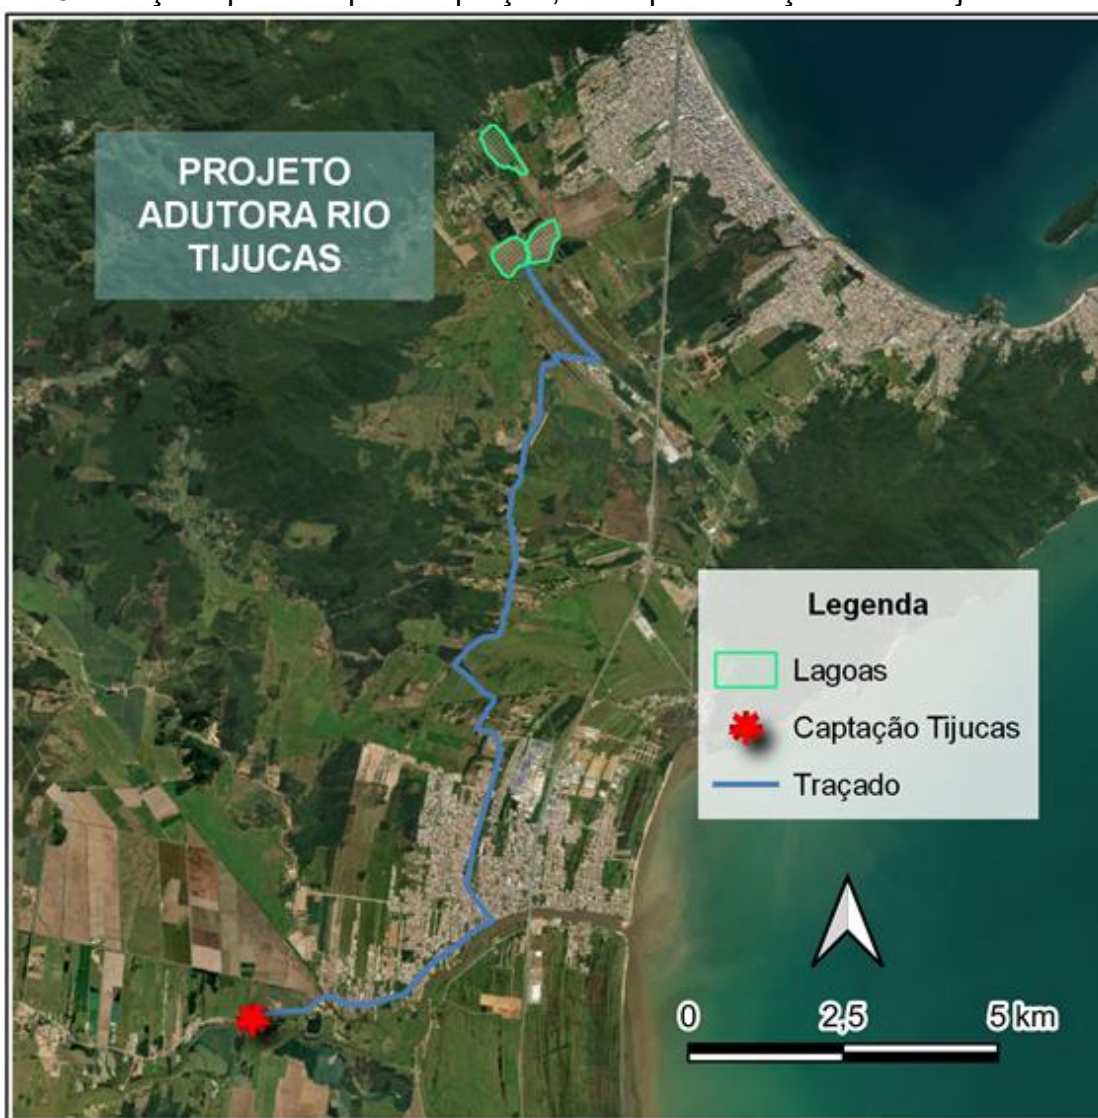 PROJETO
ADUTORA RIO
TIJUCAS
Legenda
Lagoas
Captação Tijucas
Traçado
0 2,5 5 km